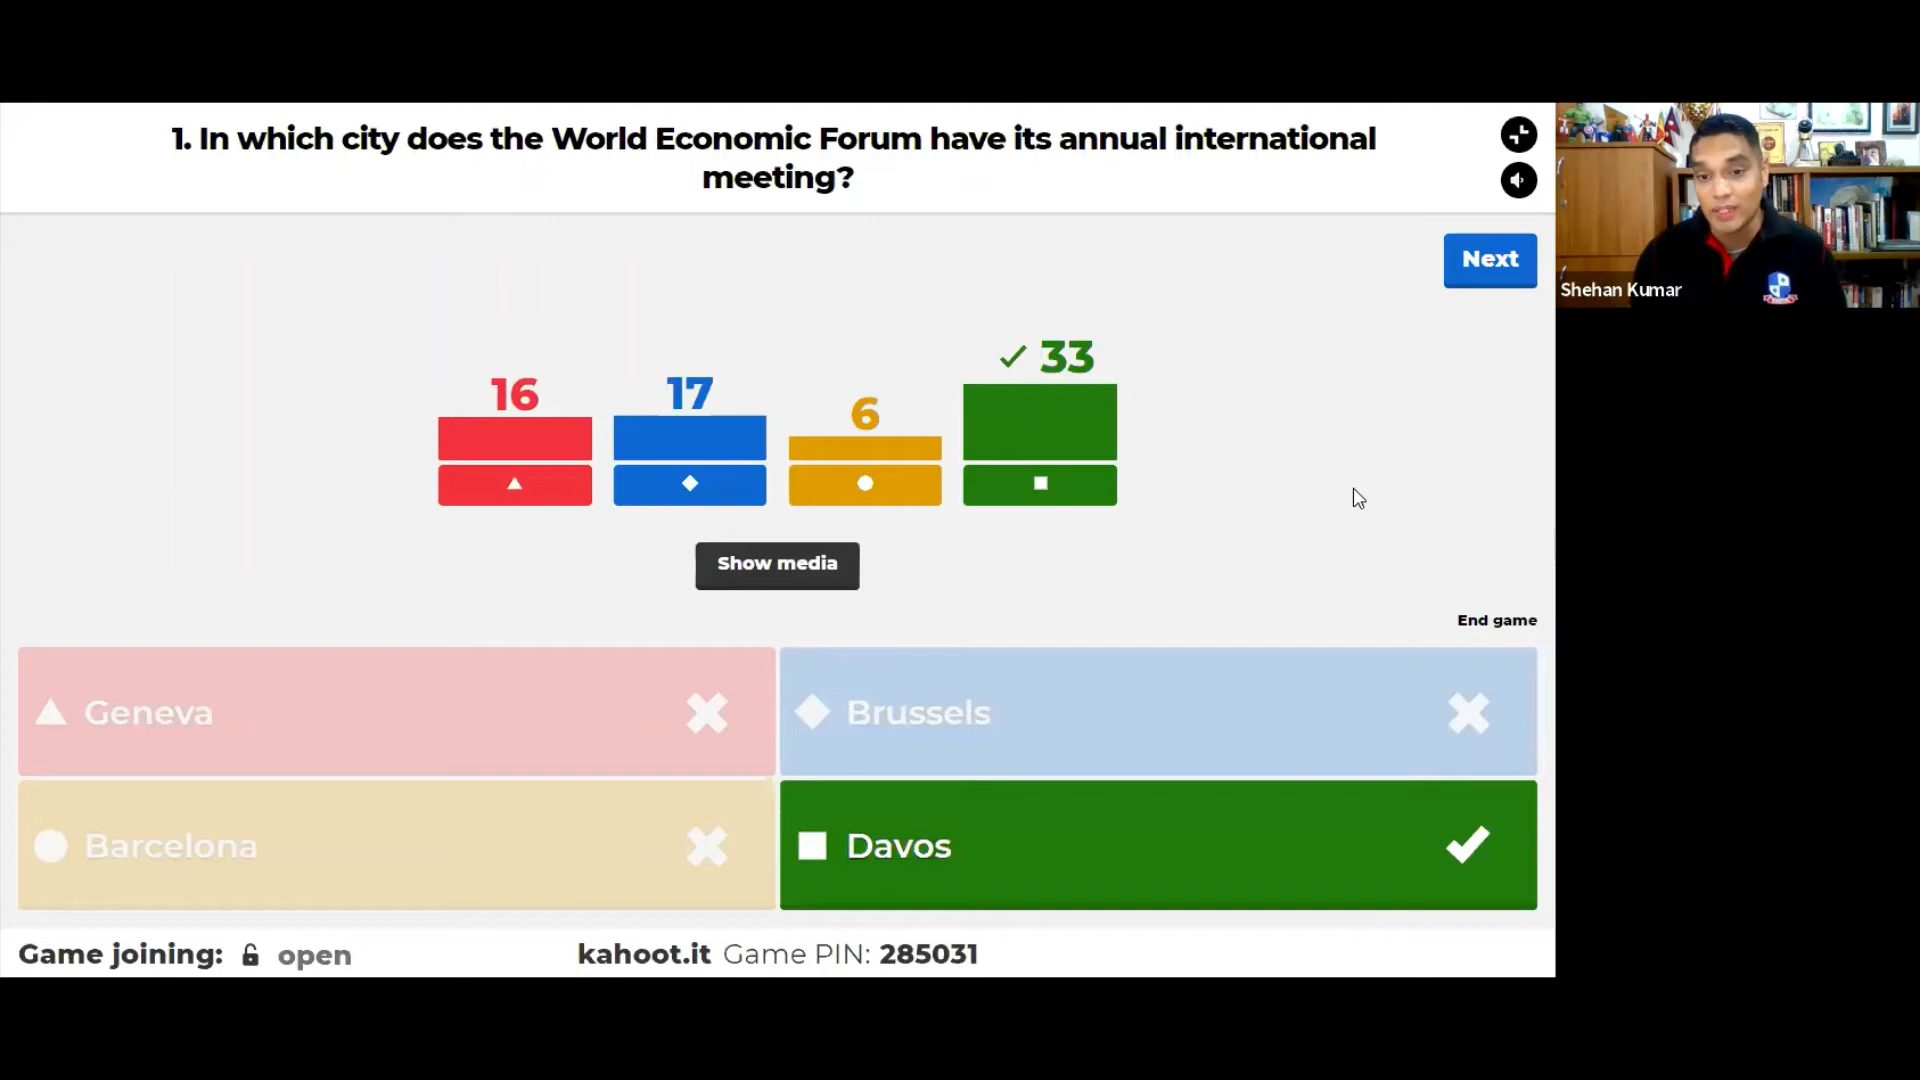 1. In which city does the World Economic Forum have its annual international
meeting?
Next
Shehan Kumar
33
16
17
6
Show media
End game
Geneva
Brussels
Barcelona
Davos
Game joining: open
kahoot.it Game PIN: 285031